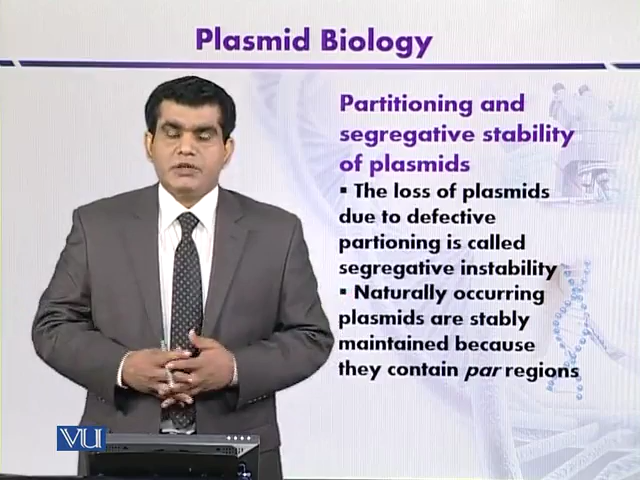 Plasmid Biology
Partitioning and
segregative stability
of plasmids
▪ The loss of plasmids
due to defective
partioning is called
segregative instability
▪ Naturally occurring
plasmids are stably
maintained because
they contain par regions
VU